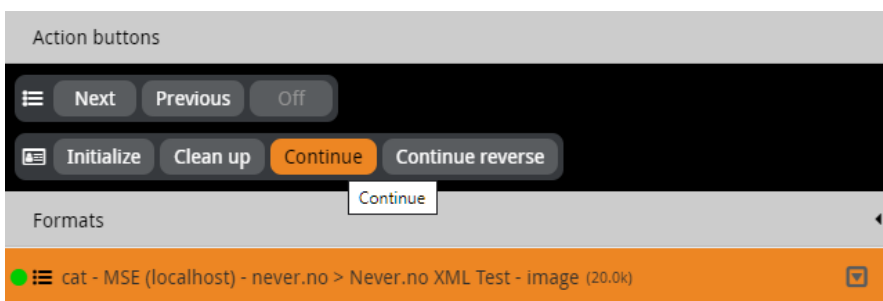 Action buttons
Next Previous Off
Initialize Clean up Continue Continue reverse
Continue
Formats
cat - MSE (localhost) - never.no > Never.no XML Test - image (20.0k)